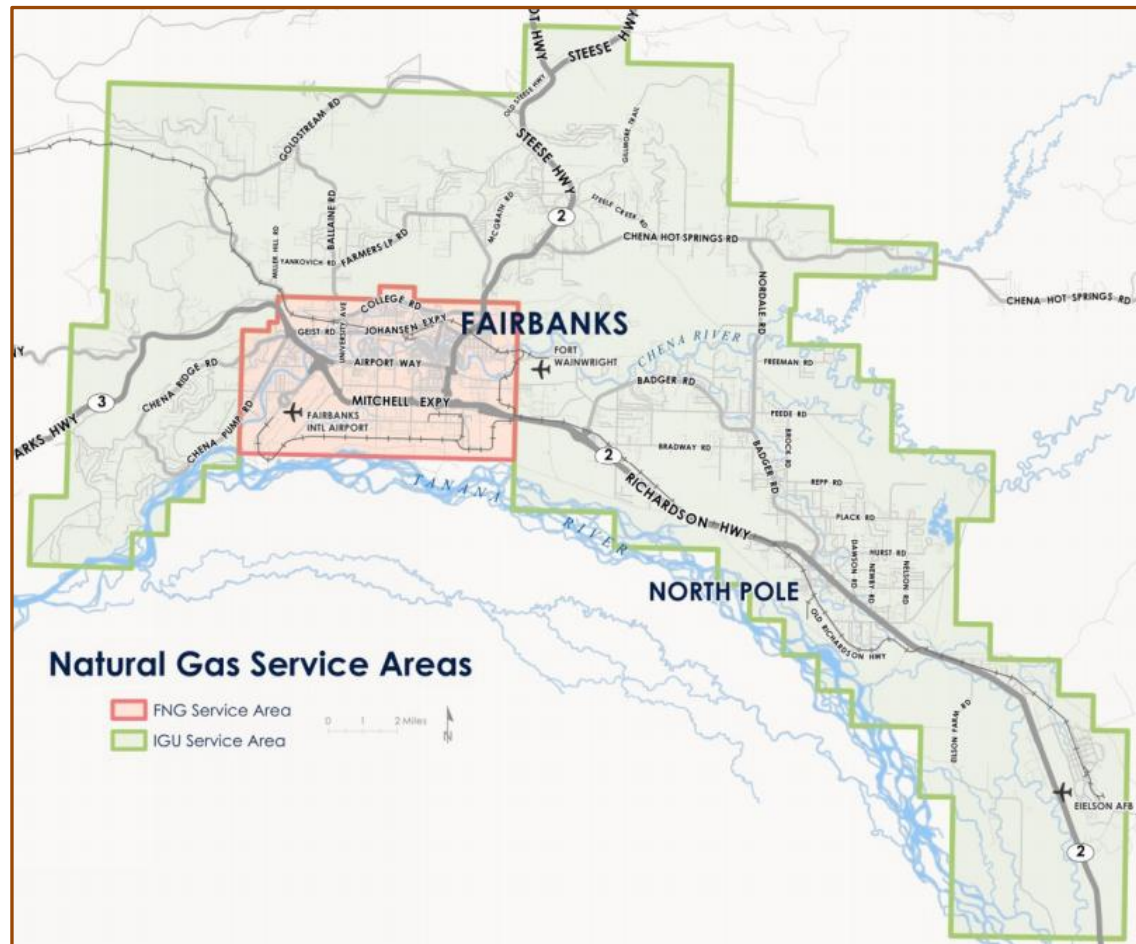 STEESE HWY
OLD STEESE HWY
GOLDSTREAM RD
STEESE HWY
GILLMORE TRAIL
2
STEELE CREEK RD
MCGRATH RD
BALLAINE RD
MILLER HILL RD
YANKOVICH RD
FARMERS LP RD
CHENA HOT SPRINGS RD
NORDALE RD
CHENA HOT SPRINGS RD
COLLEGE RD
FAIRBANKS
JOHANSEN EXPY
GEIST RD
UNIVERSITY AVE
AIRPORT WAY
FORT
WAINWRIGHT
CHENA RIVER
FREEMAN RD
BADGER RD
CHENA RIDGE RD
3
ARKS HWY
CHENA PUMP RD
MITCHELL EXPY
FAIRBANKS
INTL AIRPORT
PEEDE RD
BROCK RD
BRADWAY RD
BADGER RD
2
RICHARDSON HWY
REPP RD
PLACK RD
TANANA
RIVER
HURST RD
DAWSON RD
NEWBY RD
NELSON RD
NORTH POLE
OLD RICHARDSON HWY
Natural Gas Service Areas
FNG Service Area
IGU Service Area
0 1 2 Miles
N
EILSON FARM RD
EIELSON AFB
2